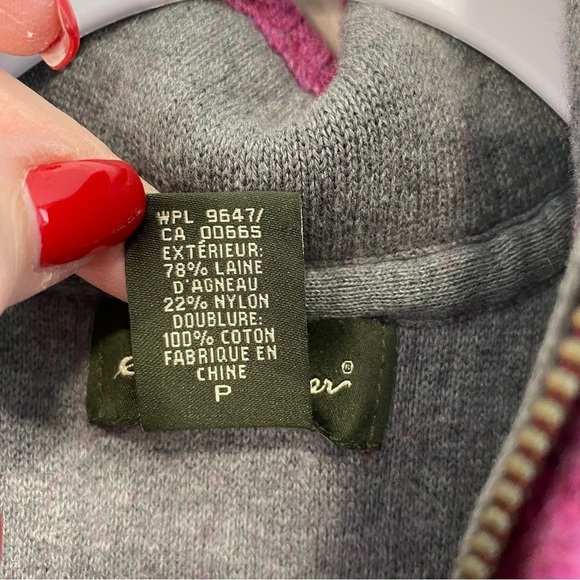 WPL 9647/
CA 00665
EXTÉRIEUR:
78% LAINE
D'AGNEAU
22% NYLON
DOUBLURE:
100% COTON
FABRIQUE EN
CHINE
P
®